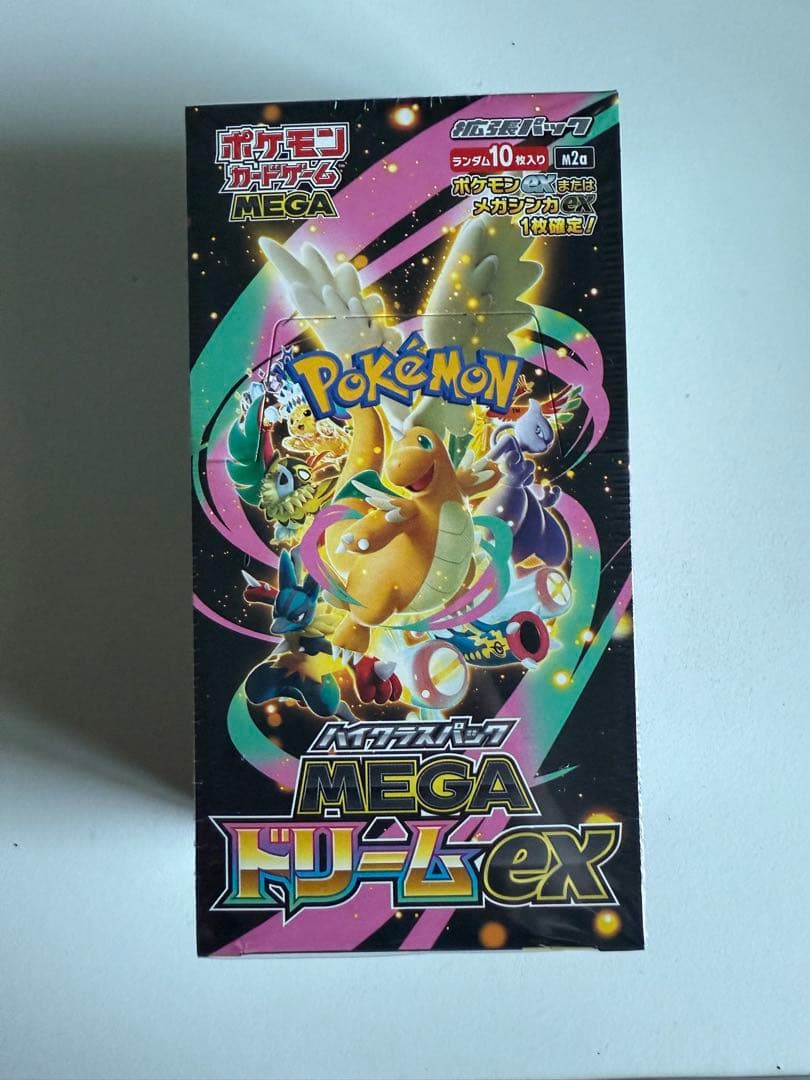 ポケモン
カードゲーム
MEGA
拡張パック
ランダム10枚入り M2a
ポケモンexまたは
メガシンカex
1枚確定!
POKéMON
TM
ハイクラスパック
MEGA
ドリームex